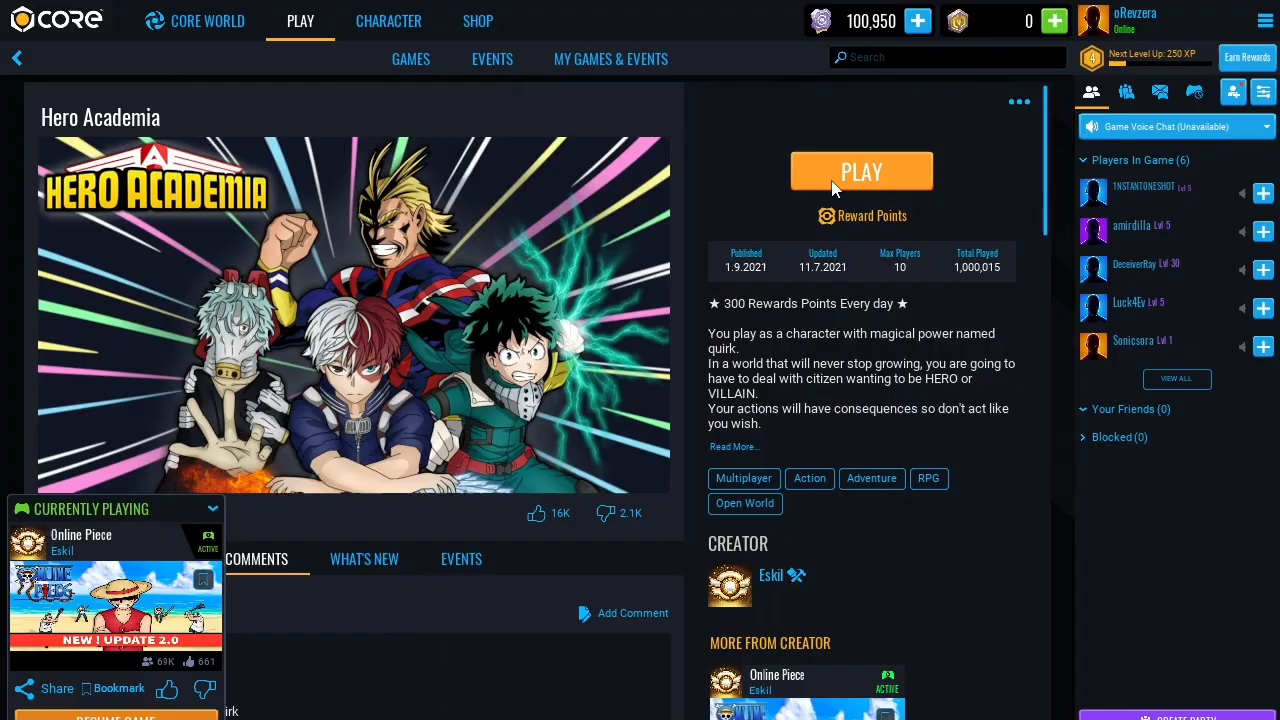 CORE
CORE WORLD
PLAY
CHARACTER
SHOP
100,950
0
oRevzera
Online
GAMES
EVENTS
MY GAMES & EVENTS
Search
4
Next Level Up: 250 XP
Earn Rewards
Hero Academia
HERO ACADEMIA
PLAY
Reward Points
Published
1.9.2021
Updated
11.7.2021
Max Players
10
Total Played
1,000,015
★ 300 Rewards Points Every day ★
You play as a character with magical power named
quirk.
In a world that will never stop growing, you are going to
have to deal with citizen wanting to be HERO or
VILLAIN.
Your actions will have consequences so don't act like
you wish.
Read More...
Multiplayer
Action
Adventure
RPG
Open World
16K
2.1K
COMMENTS
WHAT'S NEW
EVENTS
Add Comment
irk
CREATOR
Eskil
MORE FROM CREATOR
Online Piece
Eskil
ACTIVE
CURRENTLY PLAYING
Online Piece
Eskil
ACTIVE
NEW ! UPDATE 2.0
69K
661
Share
Bookmark
RESUME GAME
Game Voice Chat (Unavailable)
Players In Game (6)
1NSTANTONESHOT Lvl 5
amirdilla Lvl 5
DeceiverRay Lvl 30
Luck4Ev Lvl 5
Sonicsora Lvl 1
VIEW ALL
Your Friends (0)
Blocked (0)
CREATE PARTY